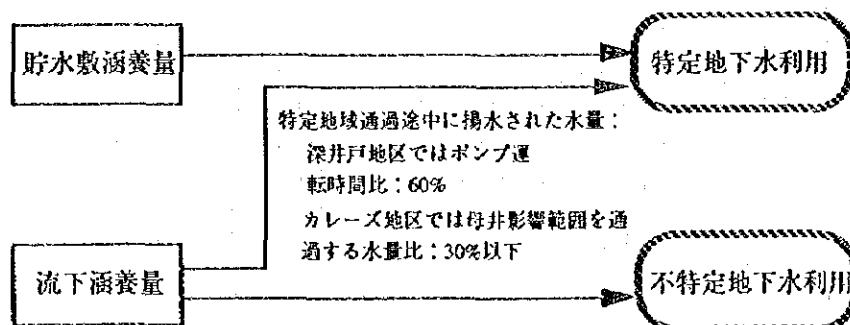 貯水敷涵養量
特定地下水利用
特定地域通過途中に揚水された水量：
深井戸地区ではポンプ運
転時間比：60%
カレーズ地区では母井影響範囲を通
過する水量比：30%以下
流下涵養量
不特定地下水利用